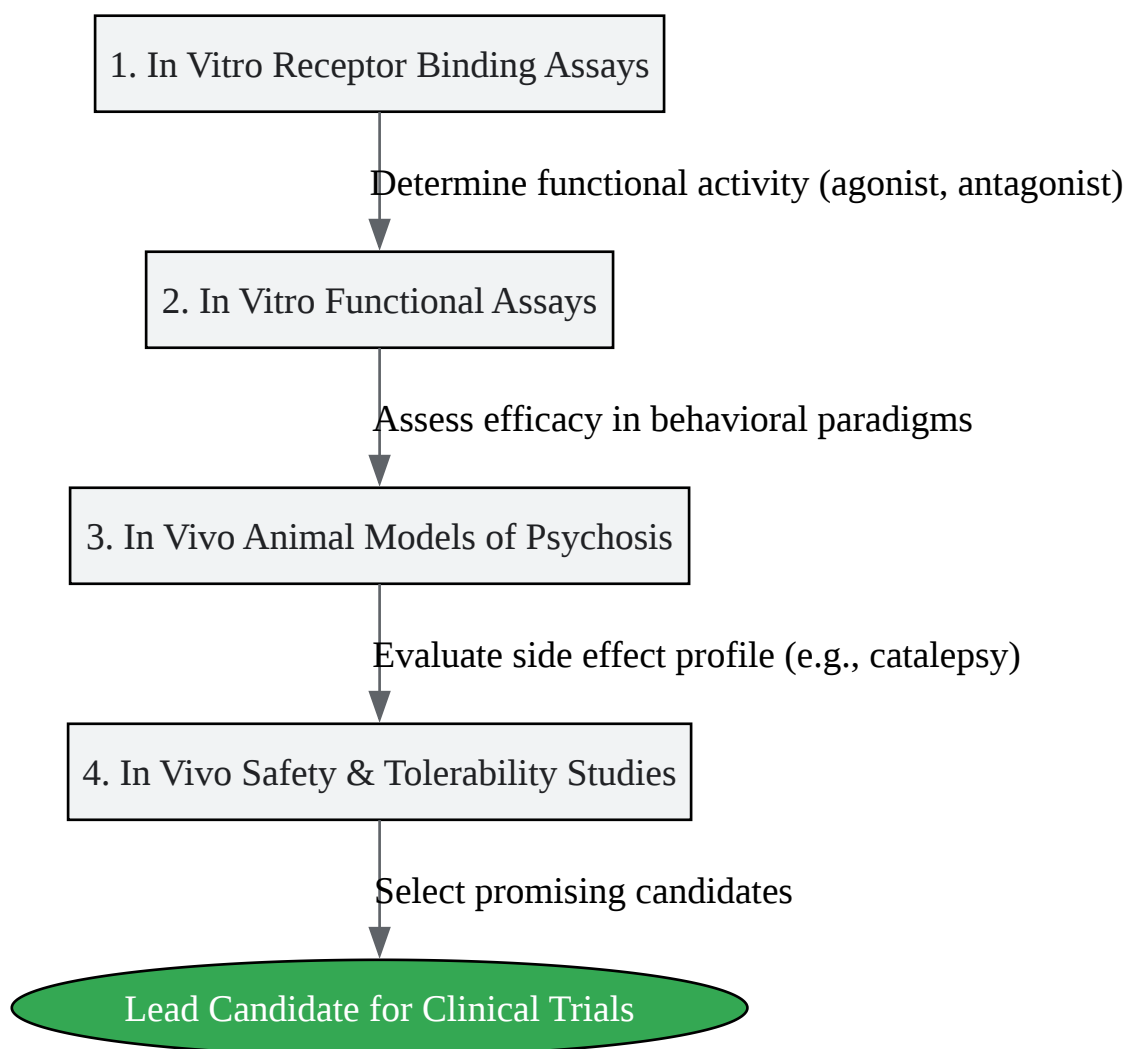 1. In Vitro Receptor Binding Assays
Determine functional activity (agonist, antagonist)
2. In Vitro Functional Assays
Assess efficacy in behavioral paradigms
3. In Vivo Animal Models of Psychosis
Evaluate side effect profile (e.g., catalepsy)
4. In Vivo Safety & Tolerability Studies
Select promising candidates
Lead Candidate for Clinical Trials